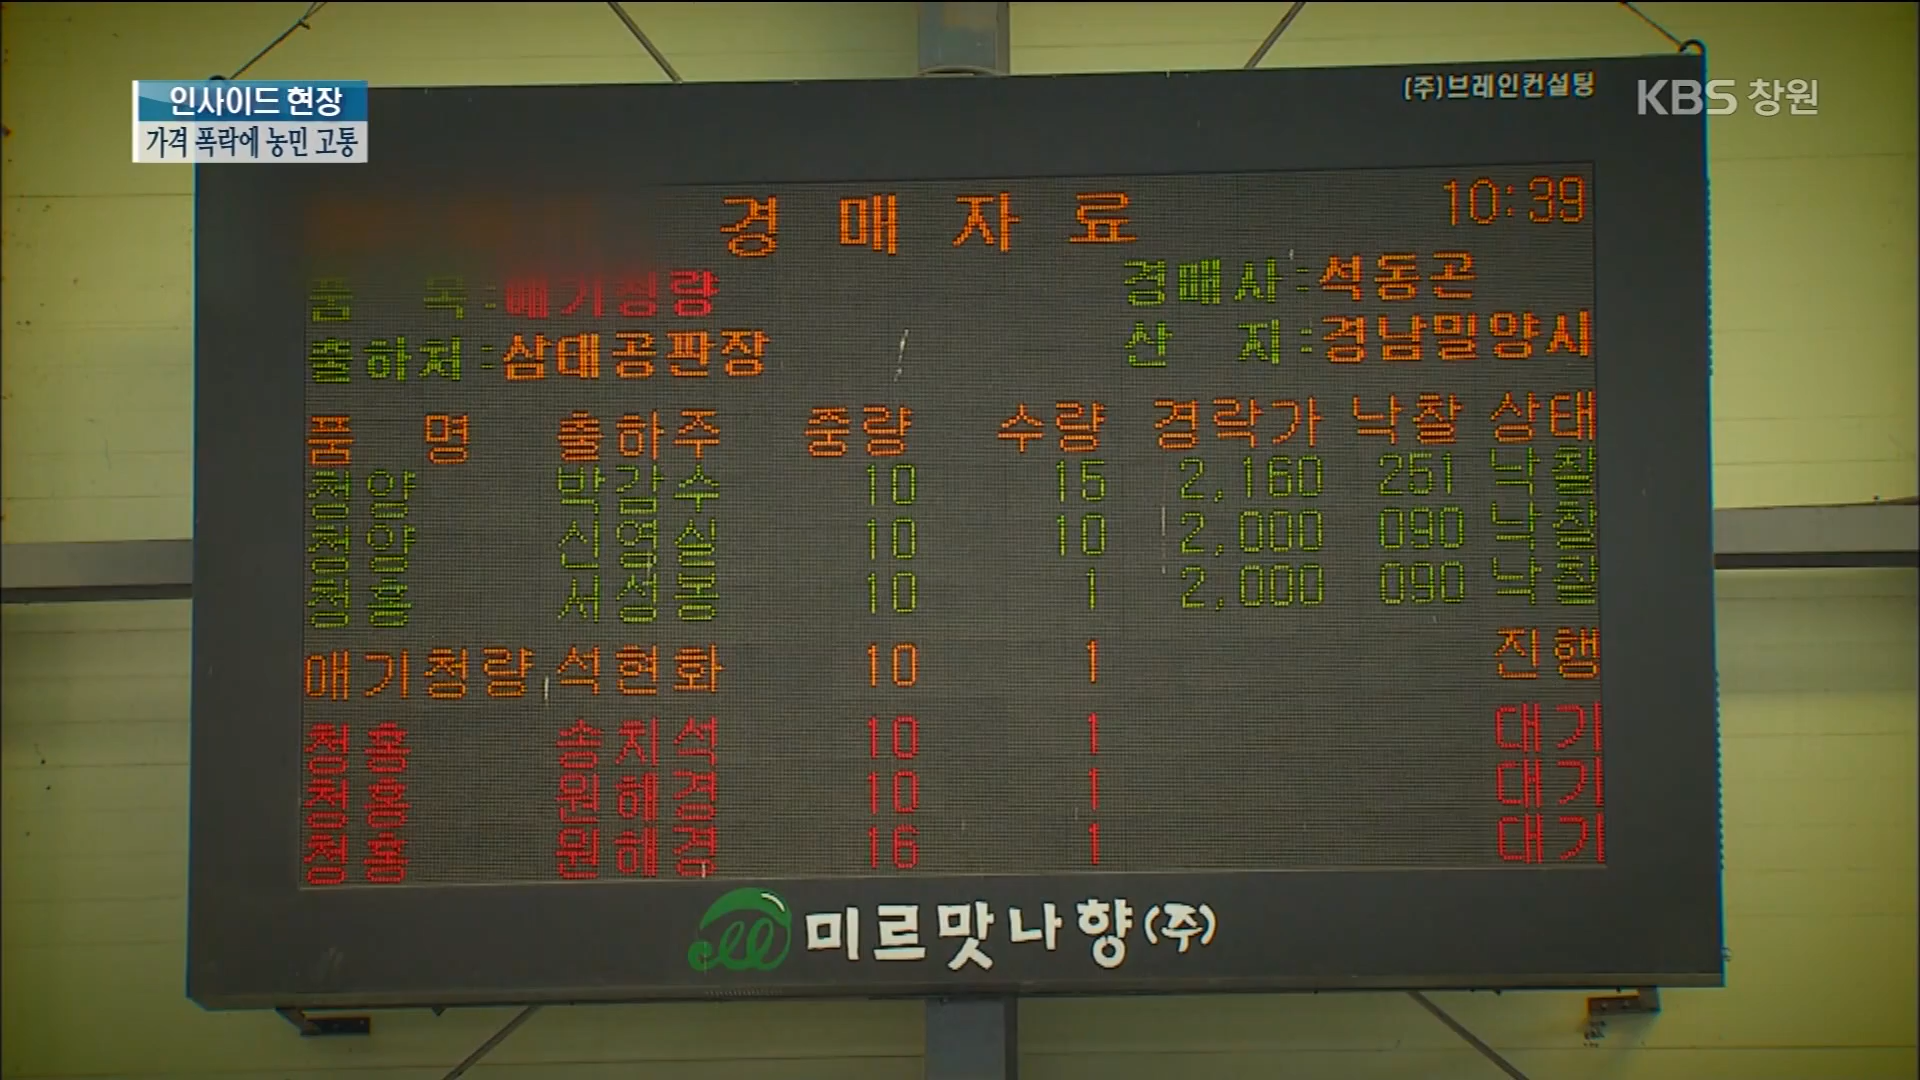 인사이드 현장
가격 폭락에 농민 고통
(주)브레인컨설팅
KBS 창원
경 매 자 료
10:39
품 목 : 애기청량
경매사 : 석동곤
출하처 : 삼태공판장
산 지 : 경남밀양시
품 명 출하주 중량 수량 경락가 낙찰 상태
청양 박갑수 10 15 2,160 251 낙찰
청양 신영실 10 10 2,000 090 낙찰
청홍 서성봉 10 1 2,000 090 낙찰
애기청량 석현화 10 1 진행
청홍 송치석 10 1 대기
청홍 원해경 10 1 대기
청홍 원해경 16 1 대기
미르맛나향(주)